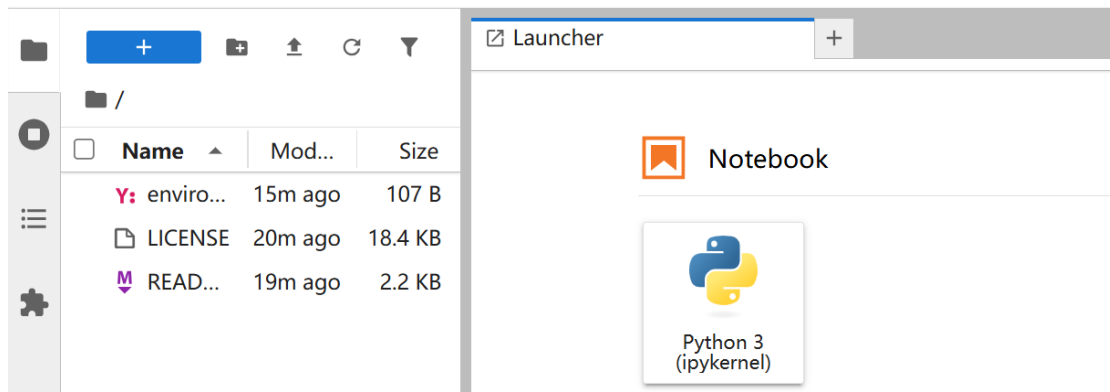 Launcher
/
Name Mod... Size
Y: enviro... 15m ago 107 B
LICENSE 20m ago 18.4 KB
M READ... 19m ago 2.2 KB
Notebook
Python 3
(ipykernel)